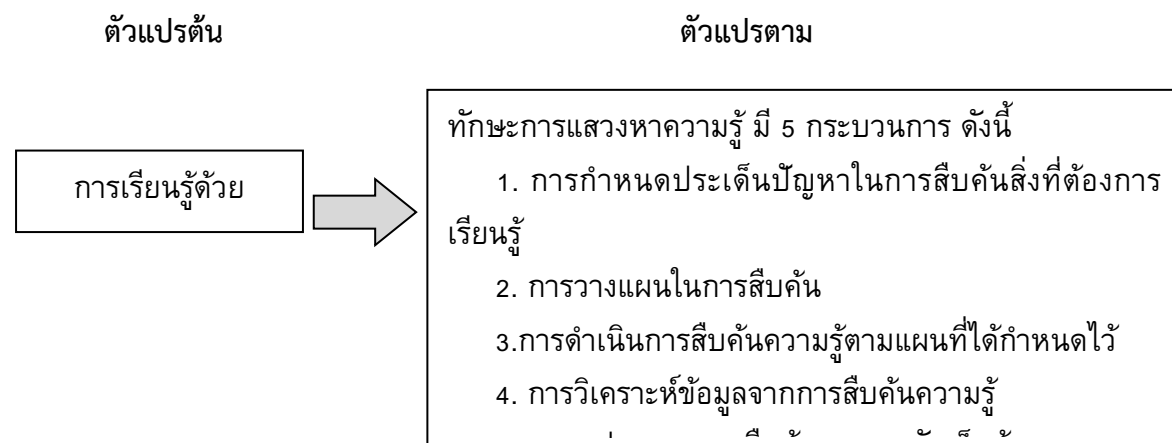 ตัวแปรต้น
ตัวแปรตาม
การเรียนรู้ด้วย
ทักษะการแสวงหาความรู้ มี 5 กระบวนการ ดังนี้
1. การกำหนดประเด็นปัญหาในการสืบค้นสิ่งที่ต้องการ
เรียนรู้
2. การวางแผนในการสืบค้น
3.การดำเนินการสืบค้นความรู้ตามแผนที่ได้กำหนดไว้
4. การวิเคราะห์ข้อมูลจากการสืบค้นความรู้